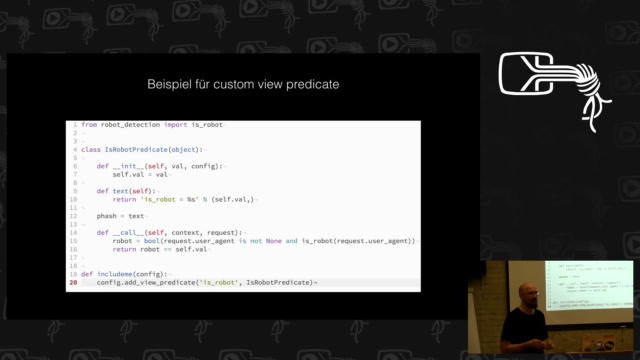 Beispiel für custom view predicate
1 from robot_detection import is_robot
2
3
4 class IsRobotPredicate(object):
5
6 def __init__(self, val, config):
7 self.val = val
8
9 def text(self):
10 return 'is_robot = %s' % (self.val,)
11
12 phash = text
13
14 def __call__(self, context, request):
15 robot = bool(request.user_agent is not None and is_robot(request.user_agent))
16 return robot == self.val
17
18
19 def includeme(config):
20 config.add_view_predicate('is_robot', IsRobotPredicate)